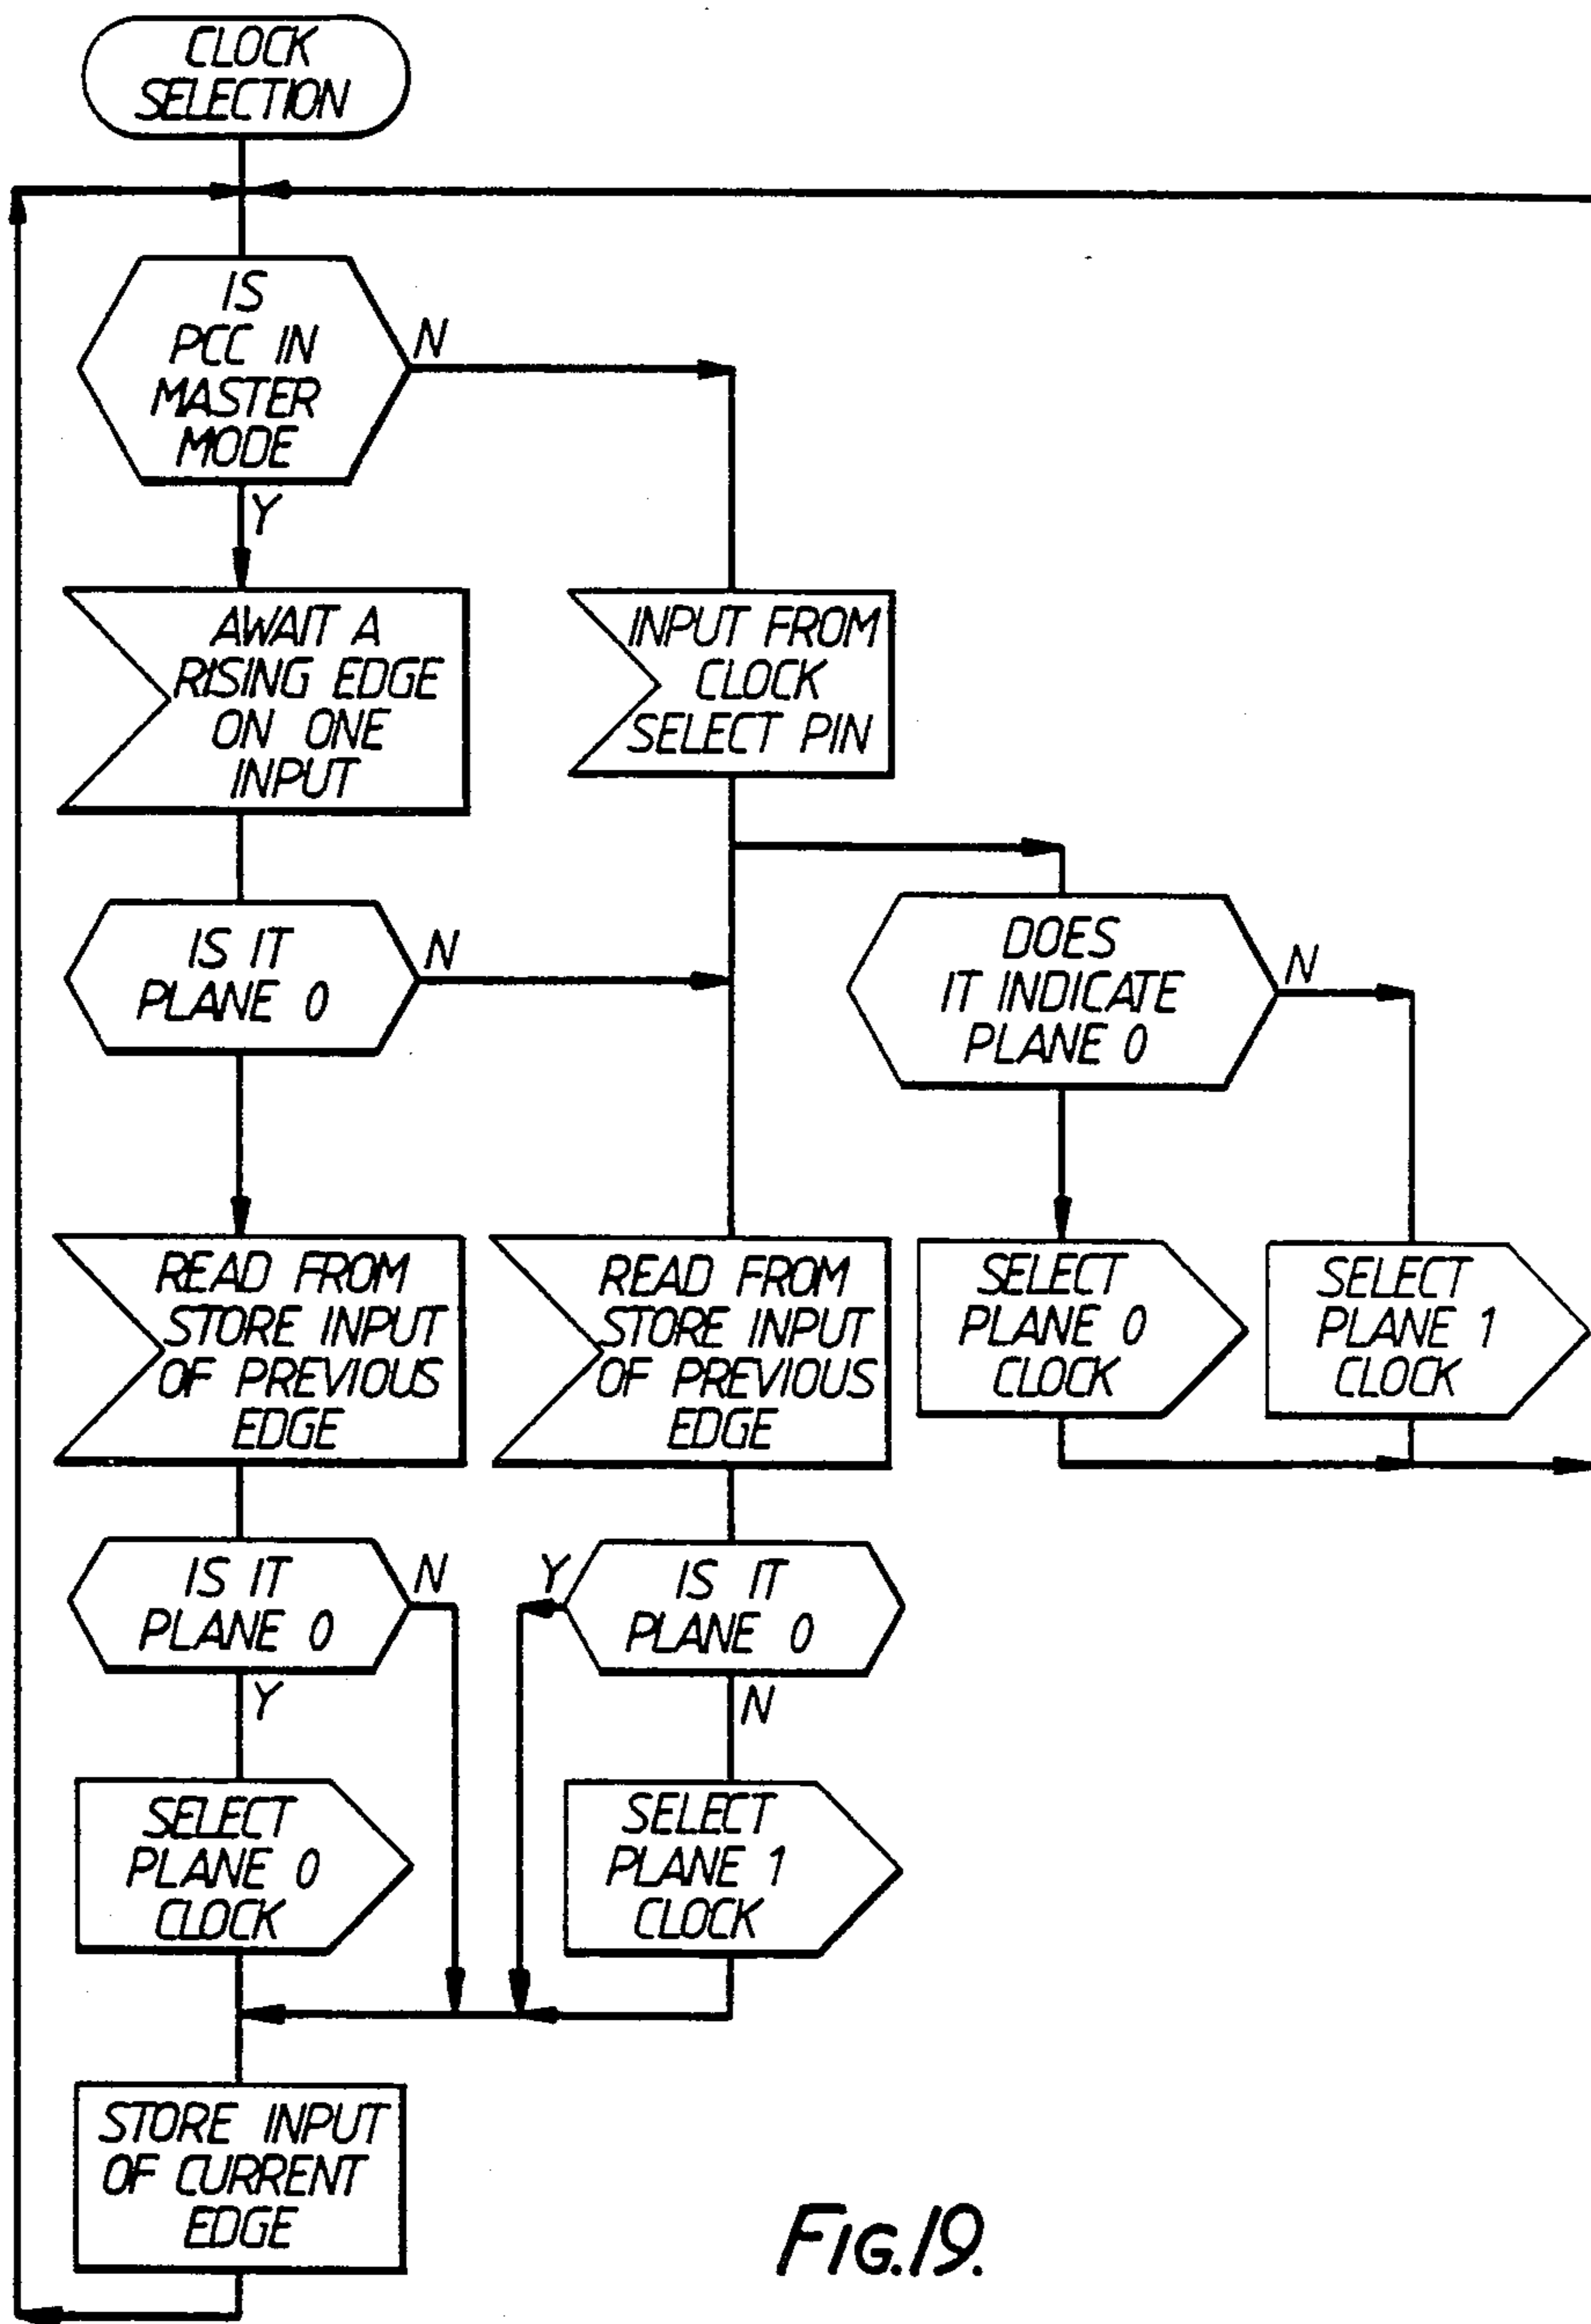 CLOCK
SELECTION
IS
PCC IN
MASTER
MODE
N
Y
AWAIT A
RISING EDGE
ON ONE
INPUT
INPUT FROM
CLOCK
SELECT PIN
IS IT
PLANE 0
N
DOES
IT INDICATE
PLANE 0
N
READ FROM
STORE INPUT
OF PREVIOUS
EDGE
READ FROM
STORE INPUT
OF PREVIOUS
EDGE
SELECT
PLANE 0
CLOCK
SELECT
PLANE 1
CLOCK
IS IT
PLANE 0
N
Y
Y
IS IT
PLANE 0
N
SELECT
PLANE 0
CLOCK
SELECT
PLANE 1
CLOCK
STORE INPUT
OF CURRENT
EDGE
FIG.19.